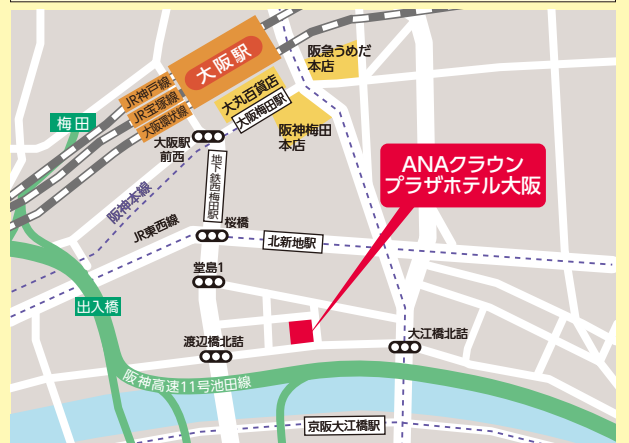 大阪駅
阪急うめだ
本店
JR神戸線
JR宝塚線
大阪環状線
大丸百貨店
大阪梅田駅
梅田
阪神梅田
本店
大阪駅
前西
地下鉄西梅田駅
ANAクラウン
プラザホテル大阪
阪神本線
JR東西線
桜橋
北新地駅
堂島1
出入橋
渡辺橋北詰
大江橋北詰
阪神高速11号池田線
京阪大江橋駅